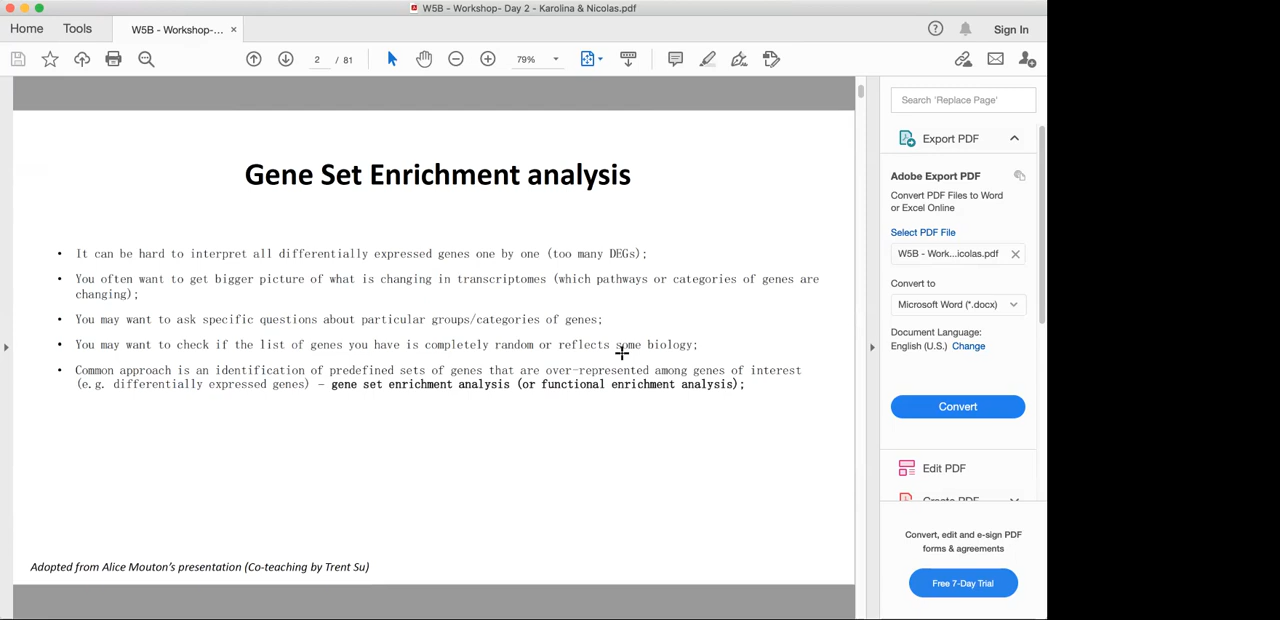 W5B - Workshop- Day 2 - Karolina & Nicolas.pdf
Home
Tools
W5B - Workshop-... ×
Sign In
2 / 81
79%
Search 'Replace Page'
Export PDF
Adobe Export PDF
Convert PDF Files to Word
or Excel Online
Select PDF File
W5B - Work...icolas.pdf
Convert to
Microsoft Word (*.docx)
Document Language:
English (U.S.) Change
Convert
Edit PDF
Create PDF
Convert, edit and e-sign PDF
forms & agreements
Free 7-Day Trial
Gene Set Enrichment analysis
• It can be hard to interpret all differentially expressed genes one by one (too many DEGs);
• You often want to get bigger picture of what is changing in transcriptomes (which pathways or categories of genes are
changing);
• You may want to ask specific questions about particular groups/categories of genes;
• You may want to check if the list of genes you have is completely random or reflects some biology;
• Common approach is an identification of predefined sets of genes that are over-represented among genes of interest
(e.g. differentially expressed genes) – gene set enrichment analysis (or functional enrichment analysis);
Adopted from Alice Mouton's presentation (Co-teaching by Trent Su)